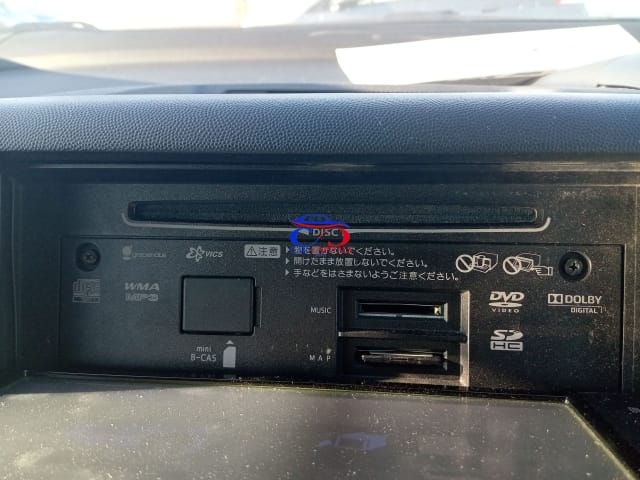 DISC
gracenote
VICS
注意
▶ 物を置かないでください。
▶ 開けたまま放置しないでください。
▶ 手などをはさまないようご注意ください。
WMA
MP3
mini
B-CAS
MUSIC
MAP
DVD
VIDEO
DOLBY
DIGITAL
SD
HC